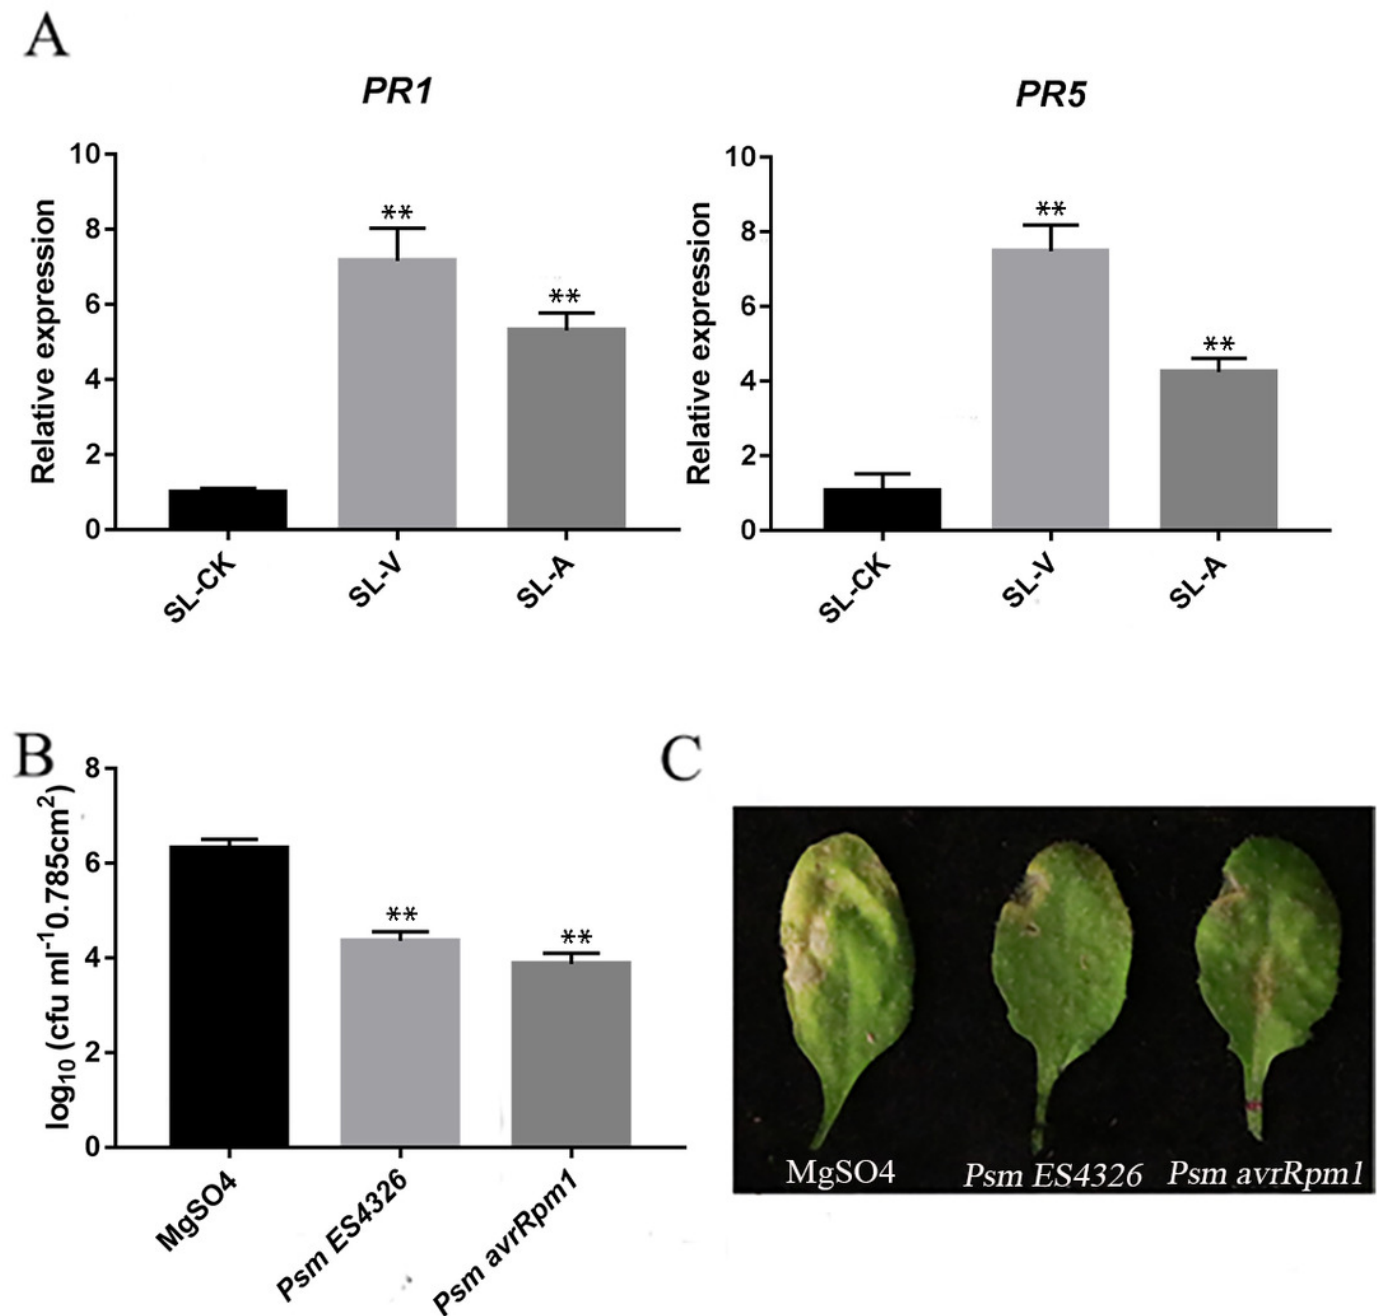 A
PR1
PR5
Relative expression
10
8
6
4
2
0
**
**
SL-CK
SL-V
SL-A
Relative expression
10
8
6
4
2
0
**
**
SL-CK
SL-V
SL-A
B
C
log10 (cfu ml-1 0.785cm2)
8
6
4
2
0
**
**
MgSO4
Psm ES4326
Psm avrRpm1
MgSO4
Psm ES4326
Psm avrRpm1